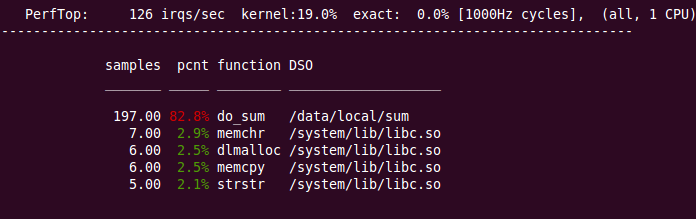 PerfTop:     126 irqs/sec  kernel:19.0%  exact:  0.0% [1000Hz cycles],  (all, 1 CPU)
-------------------------------------------------------------------------------
samples  pcnt function DSO
_______ _____ ________ ___________________
197.00 82.8% do_sum   /data/local/sum
7.00  2.9% memchr   /system/lib/libc.so
6.00  2.5% dlmalloc /system/lib/libc.so
6.00  2.5% memcpy   /system/lib/libc.so
5.00  2.1% strstr   /system/lib/libc.so